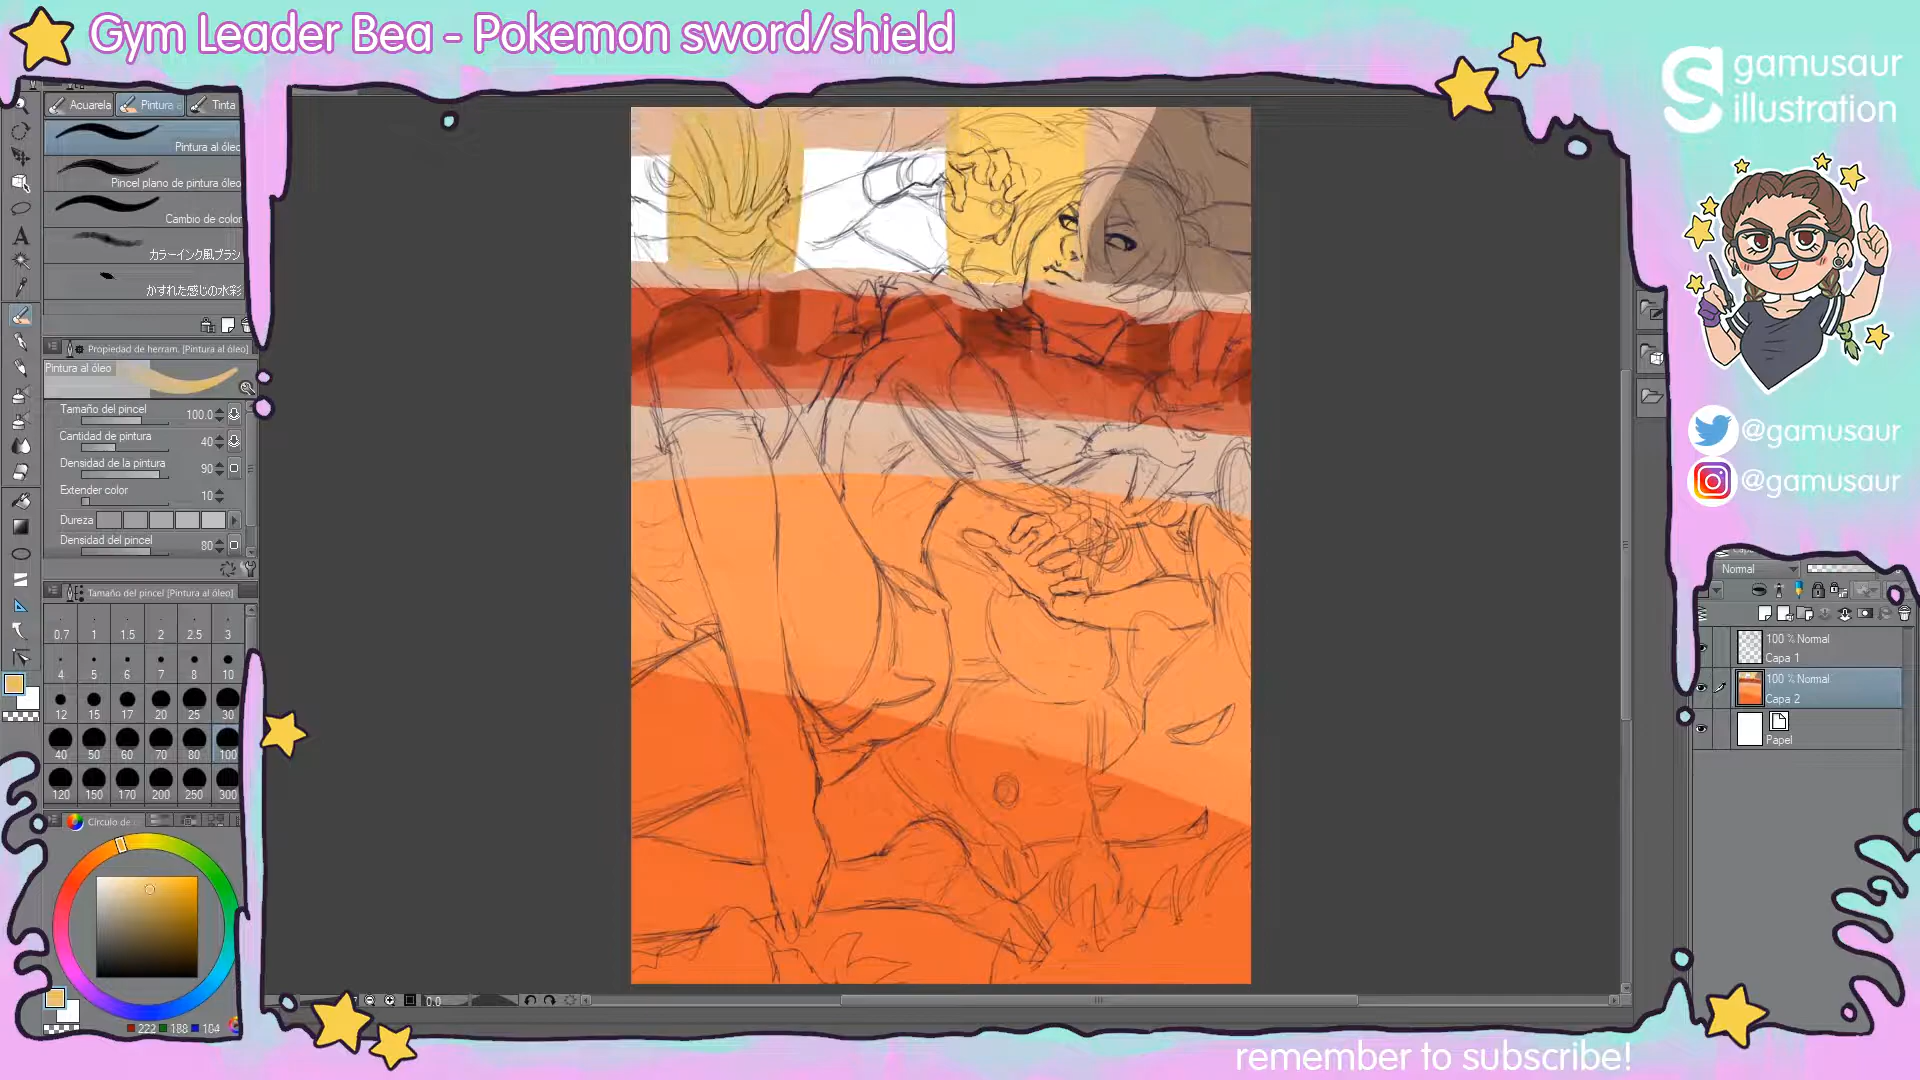 Gym Leader Bea - Pokemon sword/shield
gamusaur
illustration
@gamusaur
@gamusaur
Acuarela
Pintura a
Tinta
Pintura al óleo
Pincel plano de pintura óleo
Cambio de color
カラーインク風ブラシ
かすれた感じの水彩
Propiedad de herram. [Pintura al óleo]
Pintura al óleo
Tamaño del pincel 100.0
Cantidad de pintura 40
Densidad de la pintura 90
Extender color 10
Dureza
Densidad del pincel 80
Tamaño del pincel [Pintura al óleo]
0.7 1 1.5 2 2.5 3
4 5 6 7 8 10
12 15 17 20 25 30
40 50 60 70 80 100
120 150 170 200 250 300
Círculo de
222 188 104
0.0
Normal
100 % Normal
Capa 1
100 % Normal
Capa 2
Papel
remember to subscribe!